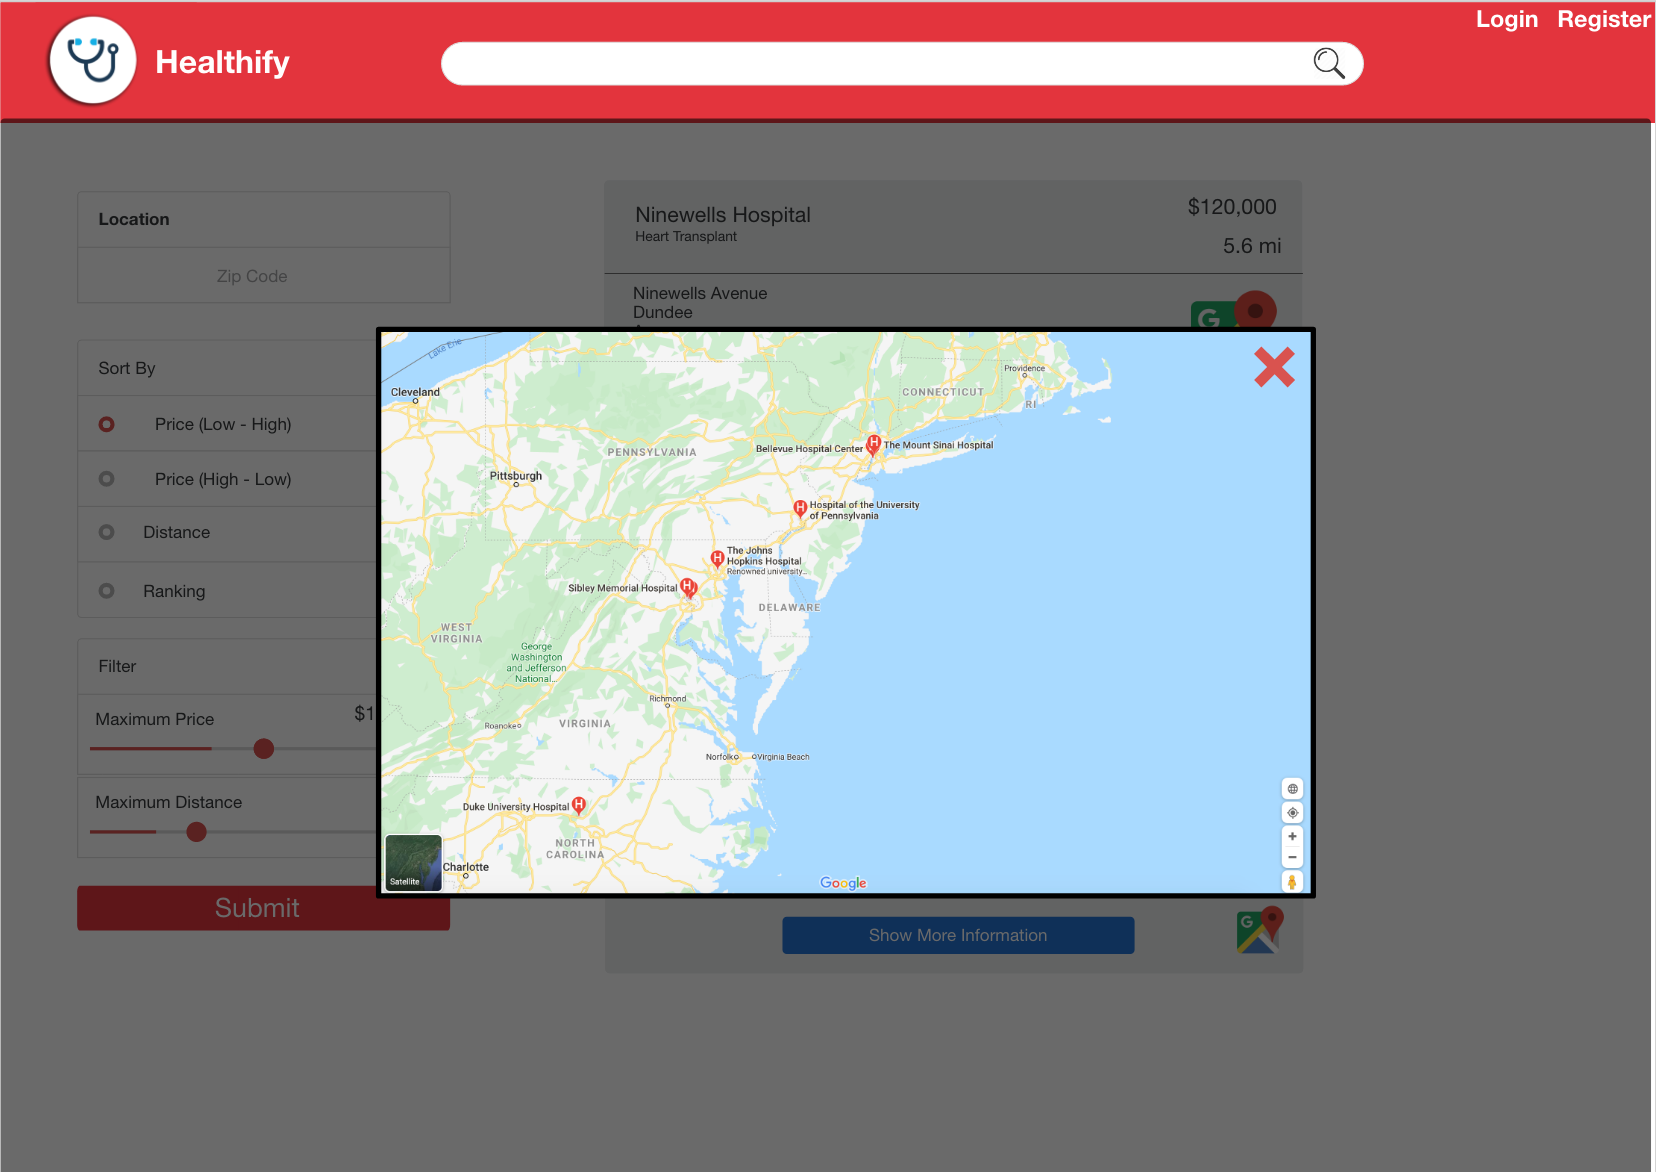 Login Register
Healthify
Location
Zip Code
Ninewells Hospital
Heart Transplant
$120,000
5.6 mi
Ninewells Avenue
Dundee
G
Sort By
Price (Low - High)
Price (High - Low)
Distance
Ranking
Filter
Maximum Price
$1
Maximum Distance
Submit
Lake Erie
Cleveland
Providence
CONNECTICUT
RI
PENNSYLVANIA
Bellevue Hospital Center
H
The Mount Sinai Hospital
Pittsburgh
H
Hospital of the University
of Pennsylvania
H
The Johns
Hopkins Hospital
Renowned university...
Sibley Memorial Hospital
H
DELAWARE
WEST
VIRGINIA
George
Washington
and Jefferson
National...
Richmond
Roanoke
VIRGINIA
Norfolk
Virginia Beach
Duke University Hospital
H
NORTH
CAROLINA
Charlotte
Satellite
Google
+
−
Show More Information
G